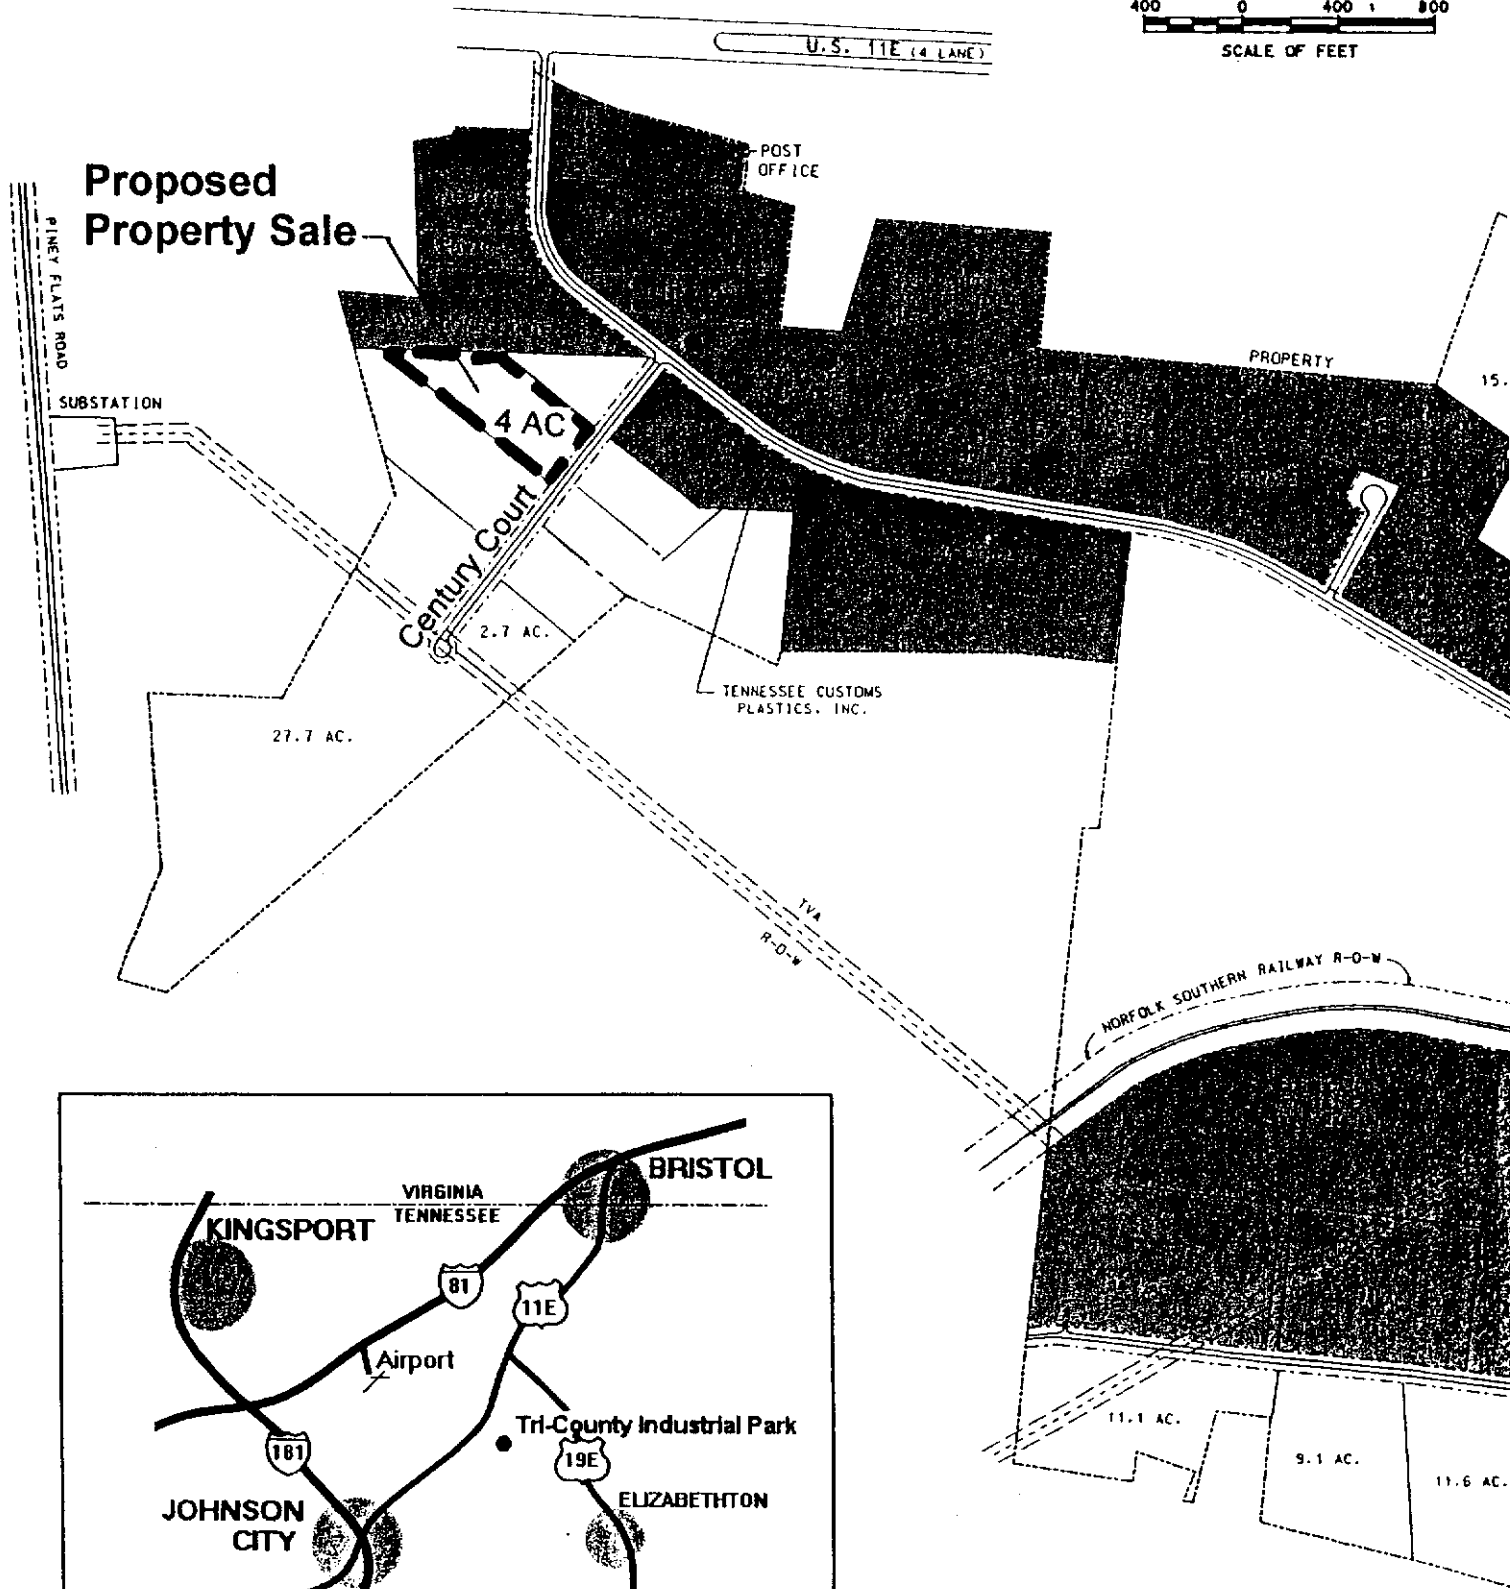 400 0 400 800
SCALE OF FEET
U.S. 11E (4 LANE)
POST
OFFICE
Proposed
Property Sale
PINEY FLATS ROAD
PROPERTY
15.
SUBSTATION
4 AC
Century Court
2.7 AC.
TENNESSEE CUSTOMS
PLASTICS, INC.
27.7 AC.
TVA
R-O-W
NORFOLK SOUTHERN RAILWAY R-O-W
BRISTOL
VIRGINIA
TENNESSEE
KINGSPORT
81
11E
Airport
Tri-County Industrial Park
181
19E
ELIZABETHTON
JOHNSON
CITY
11.1 AC.
9.1 AC.
11.6 AC.